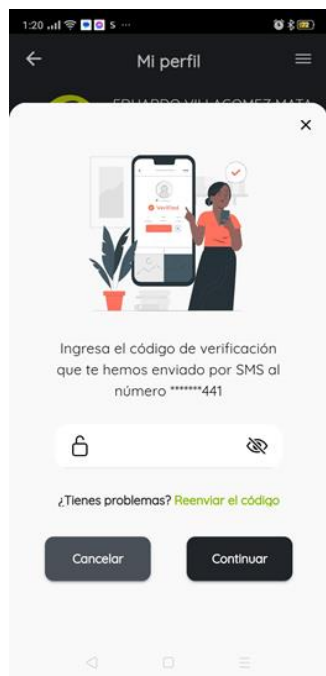 1:20
S ...
Mi perfil
EDUARDO VILLAGOMEZ MATA
Verified
Ingresa el código de verificación
que te hemos enviado por SMS al
número *******441
¿Tienes problemas? Reenviar el código
Cancelar
Continuar